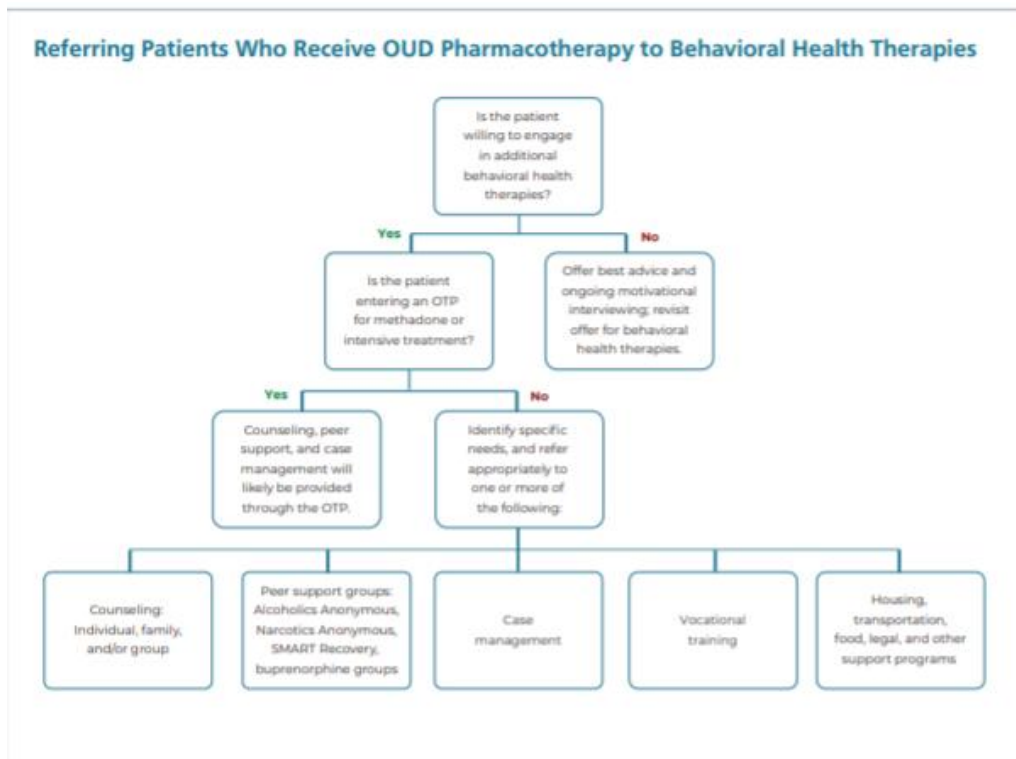 Referring Patients Who Receive OUD Pharmacotherapy to Behavioral Health Therapies
Is the patient
willing to engage
in additional
behavioral health
therapies?
Yes
No
Is the patient
entering an OTP
for methadone or
intensive treatment?
Offer best advice and
ongoing motivational
interviewing; revisit
offer for behavioral
health therapies.
Yes
No
Counseling, peer
support, and case
management will
likely be provided
through the OTP.
Identify specific
needs, and refer
appropriately to
one or more of
the following:
Counseling:
Individual, family,
and/or group
Peer support groups:
Alcoholics Anonymous,
Narcotics Anonymous,
SMART Recovery,
buprenorphine groups
Case
management
Vocational
training
Housing,
transportation,
food, legal, and other
support programs